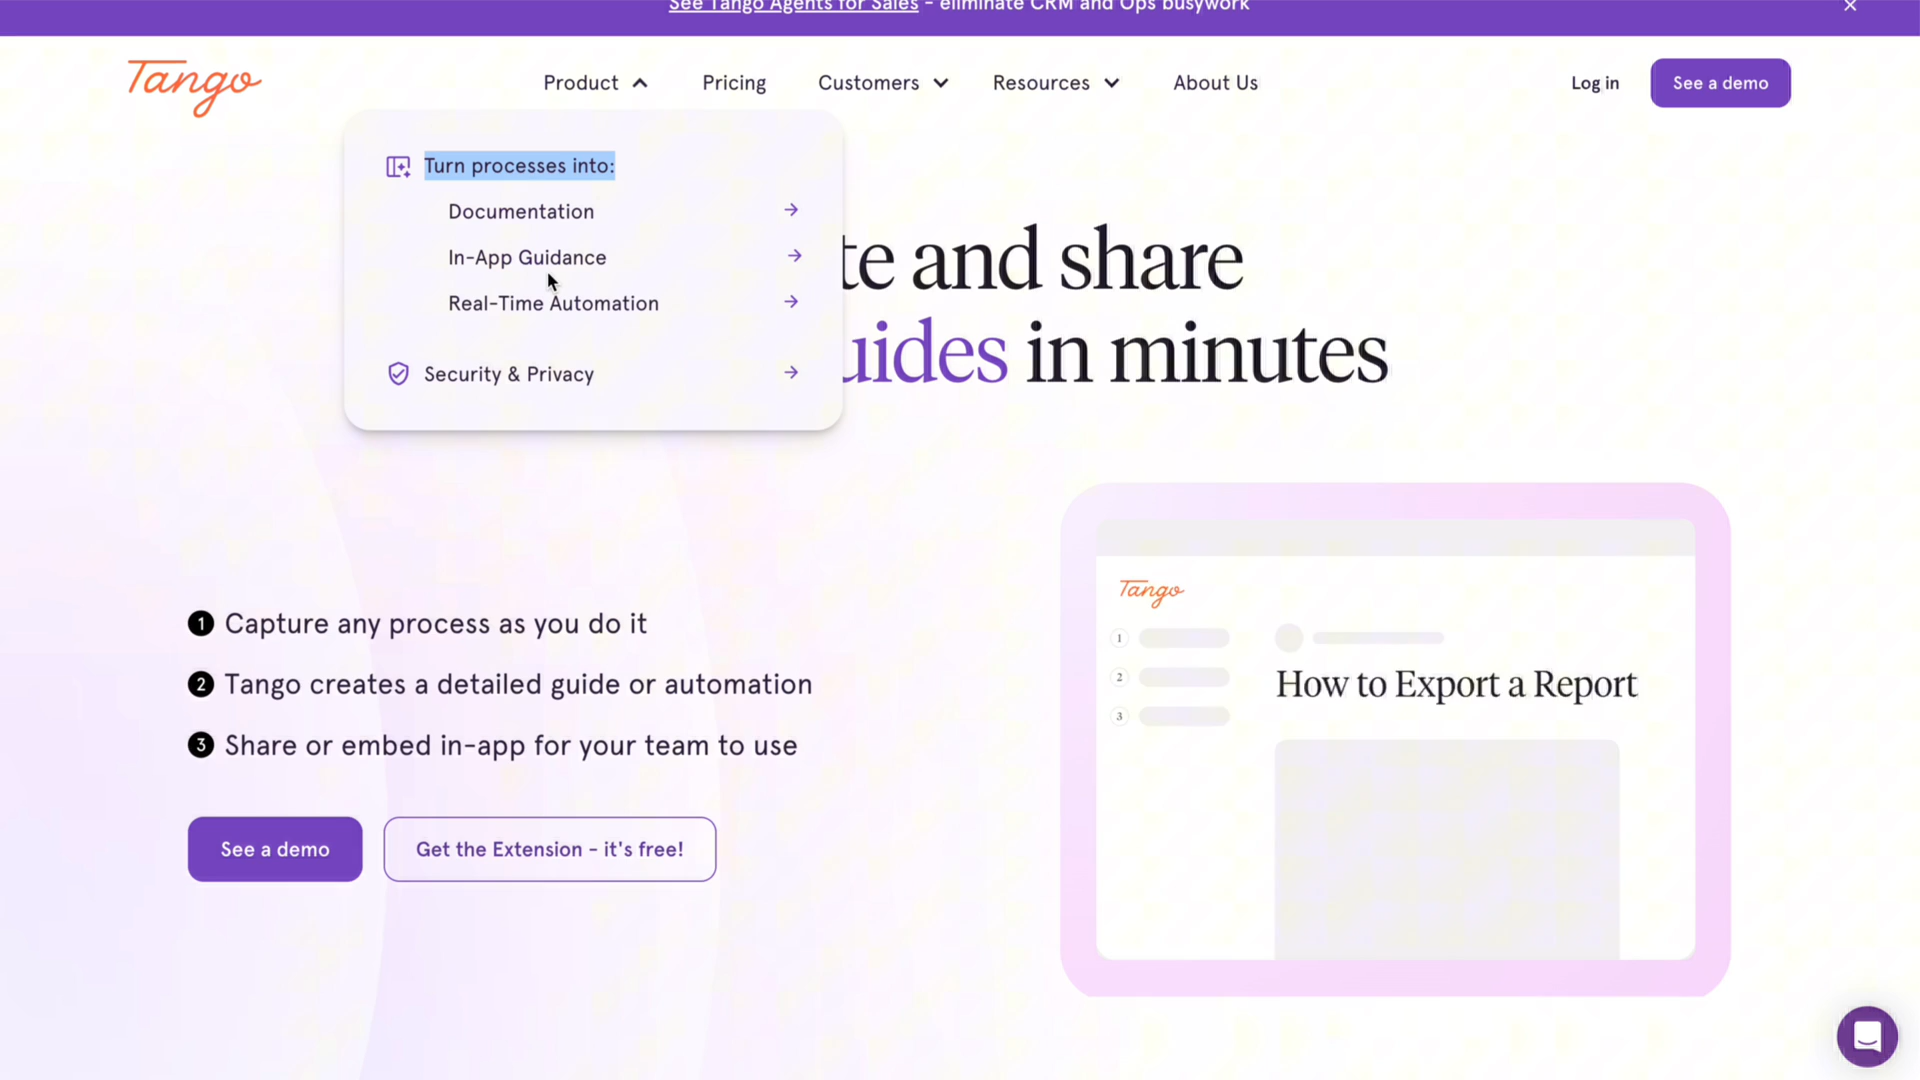 See Tango Agents for Sales - eliminate CRM and Ops busywork
Tango
Product
Pricing
Customers
Resources
About Us
Log in
See a demo
Turn processes into:
Documentation
In-App Guidance
Real-Time Automation
Security & Privacy
te and share
uides in minutes
1 Capture any process as you do it
2 Tango creates a detailed guide or automation
3 Share or embed in-app for your team to use
See a demo
Get the Extension - it's free!
Tango
1
2
3
How to Export a Report